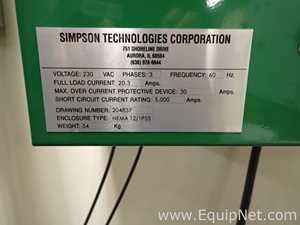 SIMPSON TECHNOLOGIES CORPORATION
751 SHORELINE DRIVE
AURORA, IL 60504
(630) 978-0044
VOLTAGE: 230 VAC PHASES: 3 FREQUENCY: 60 Hz.
FULL LOAD CURRENT: 20.3 Amps.
MAX. OVER CURRENT PROTECTIVE DEVICE: 30 Amps.
SHORT CIRCUIT CURRENT RATING: 5,000 Amps.
DRAWING NUMBER: 204837
ENCLOSURE TYPE: NEMA 12/IP55
WEIGHT: 54 Kg
www.EquipNet.com